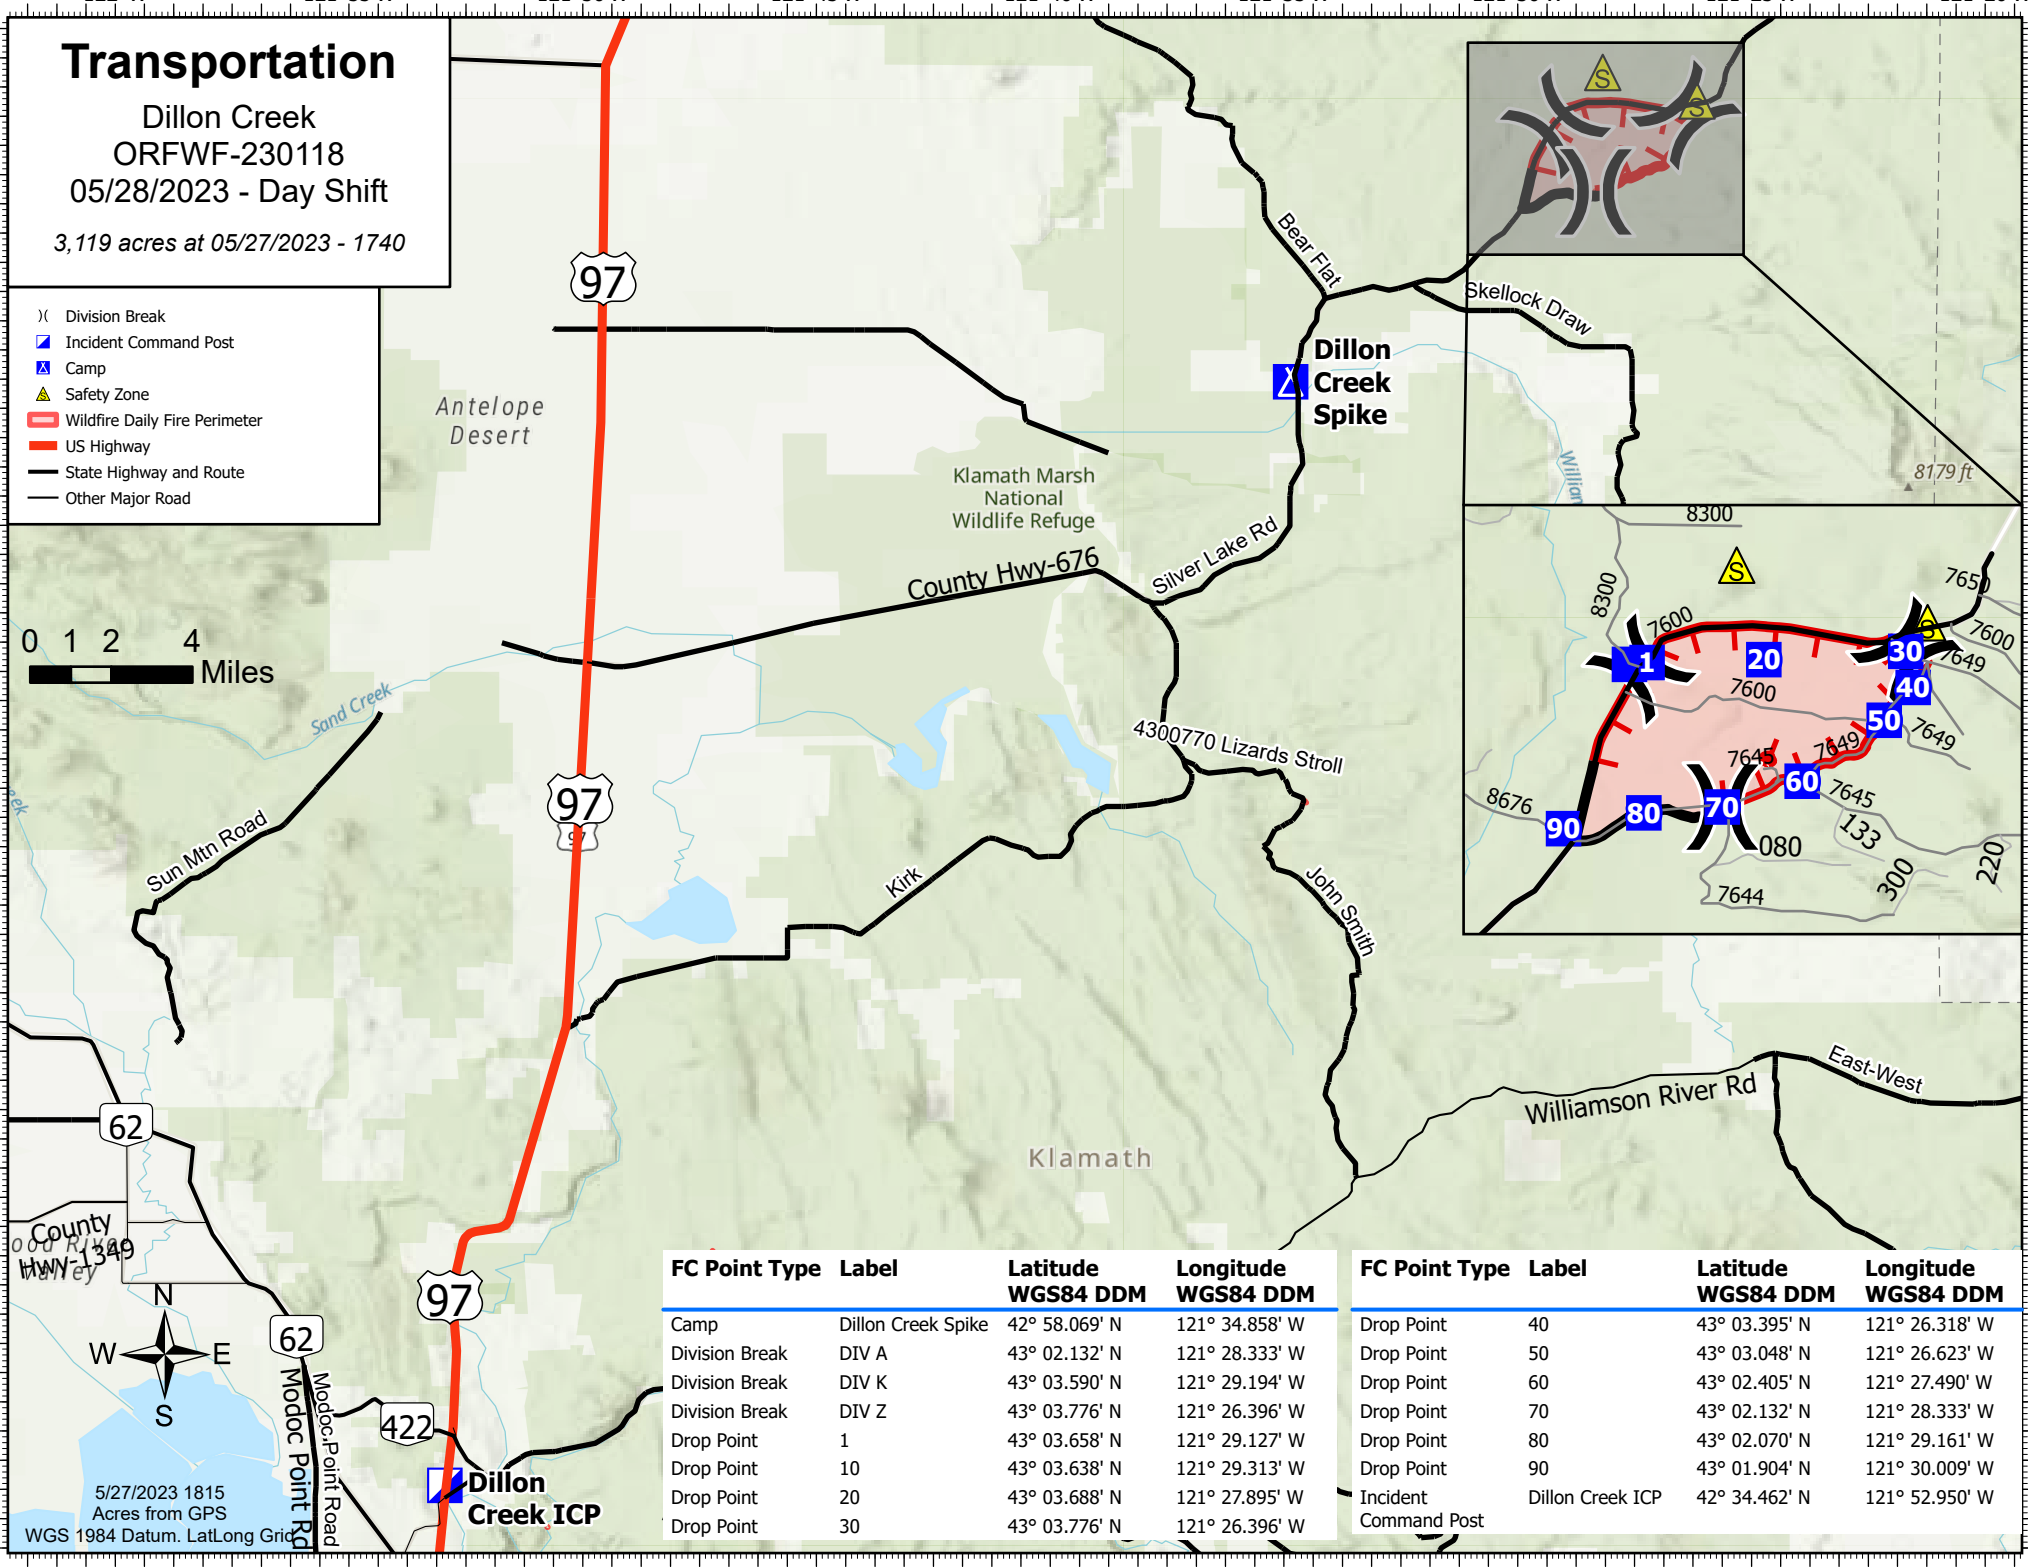 Transportation
Dillon Creek
ORFWF-230118
05/28/2023 - Day Shift
3,119 acres at 05/27/2023 - 1740
Division Break
Incident Command Post
Camp
Safety Zone
Wildfire Daily Fire Perimeter
US Highway
State Highway and Route
Other Major Road
0 1 2 4
Miles
97
Antelope
Desert
Bear Flat
Skellock Draw
S
S
Dillon
Creek
Spike
Klamath Marsh
National
Wildlife Refuge
8179 ft
County Hwy-676
Silver Lake Rd
Sand Creek
4300770 Lizards Stroll
97
97
Sun Mtn Road
Kirk
John Smith
8300
8300
S
7650
7600
S
7600
1
20
30
7649
40
7600
50
7649
7645
7649
60
7645
8676
90
80
70
133
080
300
220
7644
62
Klamath
Williamson River Rd
East-West
County
Hwy-1349
Valley
N
W E
S
97
62
422
Modoc Point Rd
Modoc Point Road
Dillon
Creek ICP
5/27/2023 1815
Acres from GPS
WGS 1984 Datum. LatLong Grid
FC Point Type Label Latitude WGS84 DDM Longitude WGS84 DDM
Camp Dillon Creek Spike 42° 58.069' N 121° 34.858' W
Division Break DIV A 43° 02.132' N 121° 28.333' W
Division Break DIV K 43° 03.590' N 121° 29.194' W
Division Break DIV Z 43° 03.776' N 121° 26.396' W
Drop Point 1 43° 03.658' N 121° 29.127' W
Drop Point 10 43° 03.638' N 121° 29.313' W
Drop Point 20 43° 03.688' N 121° 27.895' W
Drop Point 30 43° 03.776' N 121° 26.396' W
FC Point Type Label Latitude WGS84 DDM Longitude WGS84 DDM
Drop Point 40 43° 03.395' N 121° 26.318' W
Drop Point 50 43° 03.048' N 121° 26.623' W
Drop Point 60 43° 02.405' N 121° 27.490' W
Drop Point 70 43° 02.132' N 121° 28.333' W
Drop Point 80 43° 02.070' N 121° 29.161' W
Drop Point 90 43° 01.904' N 121° 30.009' W
Incident Command Post Dillon Creek ICP 42° 34.462' N 121° 52.950' W